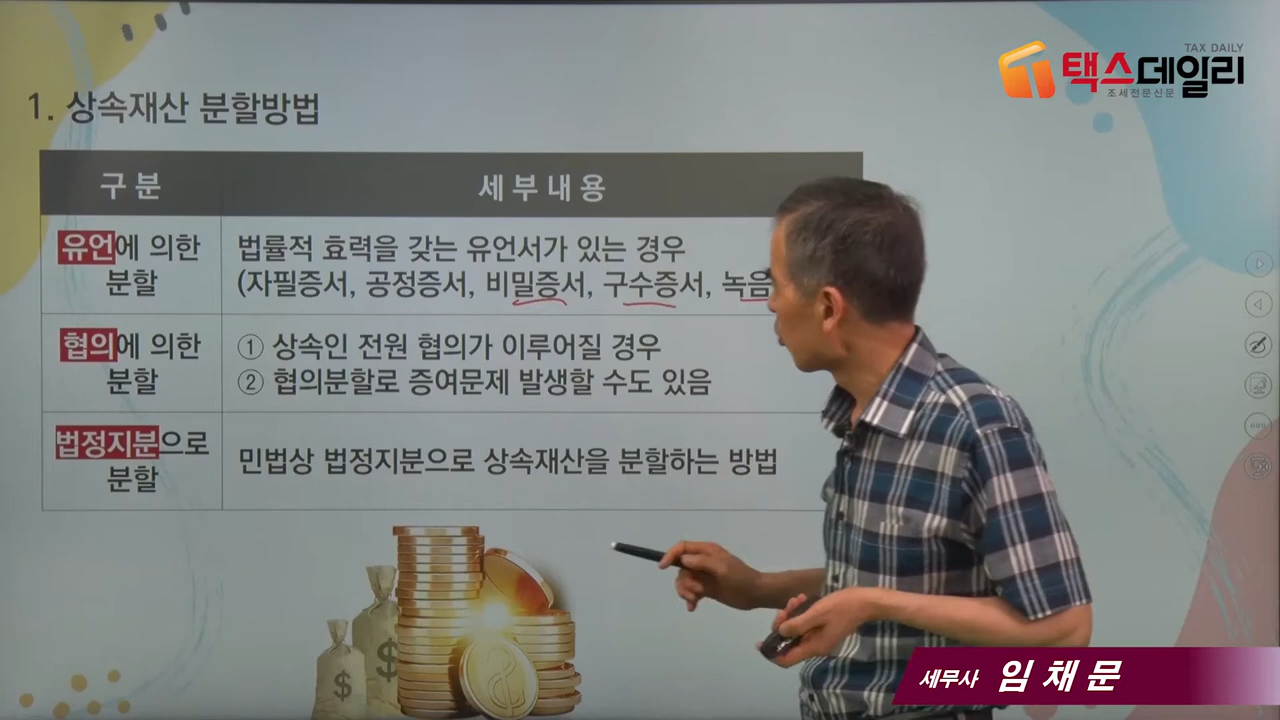 TAX DAILY
택스데일리
조세전문신문
1. 상속재산 분할방법
구 분
세 부 내 용
유언에 의한
분할
법률적 효력을 갖는 유언서가 있는 경우
(자필증서, 공정증서, 비밀증서, 구수증서, 녹음
협의에 의한
분할
① 상속인 전원 협의가 이루어질 경우
② 협의분할로 증여문제 발생할 수도 있음
법정지분으로
분할
민법상 법정지분으로 상속재산을 분할하는 방법
$
$
세무사 임채문